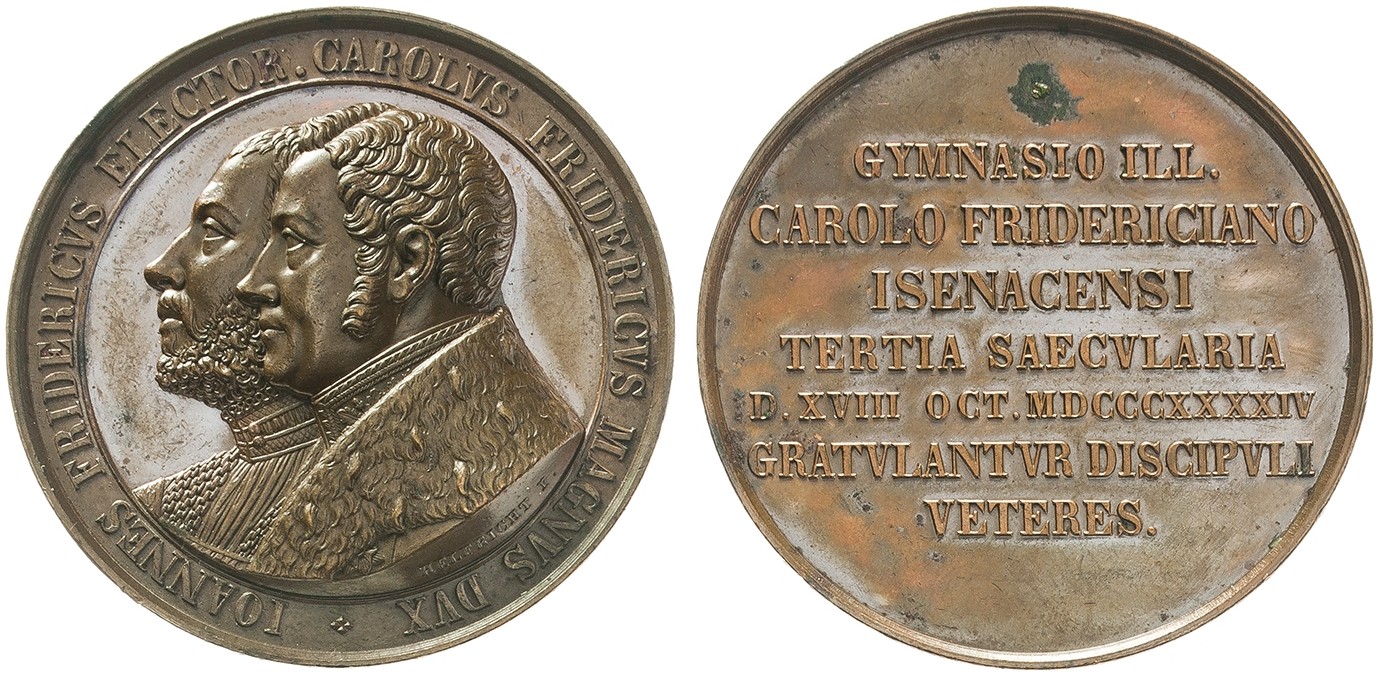 IOANNES FRIDERICVS ELECTOR. CAROLVS FRIDERICVS MAGNVS DVX
HELFRICHT F
GYMNASIO ILL.
CAROLO FRIDERICIANO
ISENACENSI
TERTIA SAECVLARIA
D. XVIII OCT. MDCCCXXXXIV
GRATVLANTVR DISCIPVLI
VETERES.